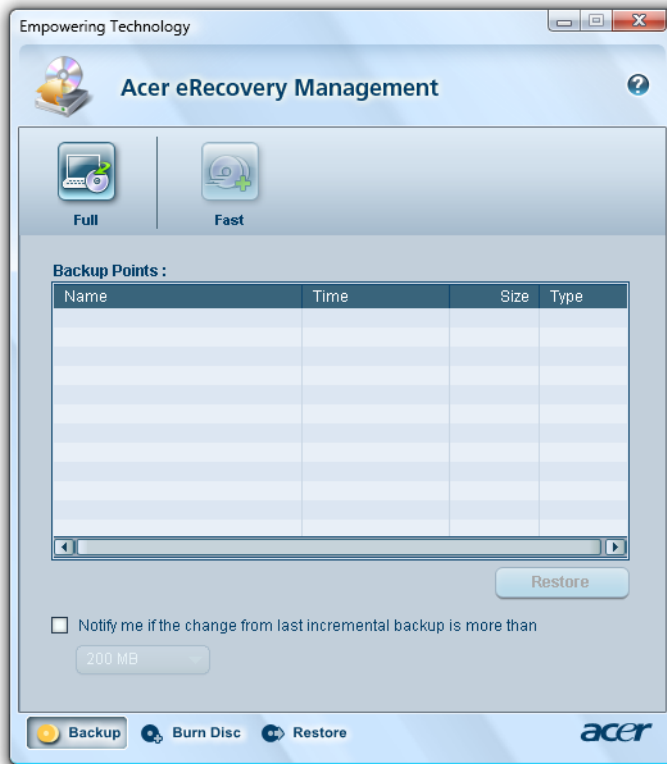 Empowering Technology
Acer eRecovery Management
?
Full Fast
Backup Points :
Name Time Size Type
Restore
Notify me if the change from last incremental backup is more than
200 MB
Backup Burn Disc Restore acer